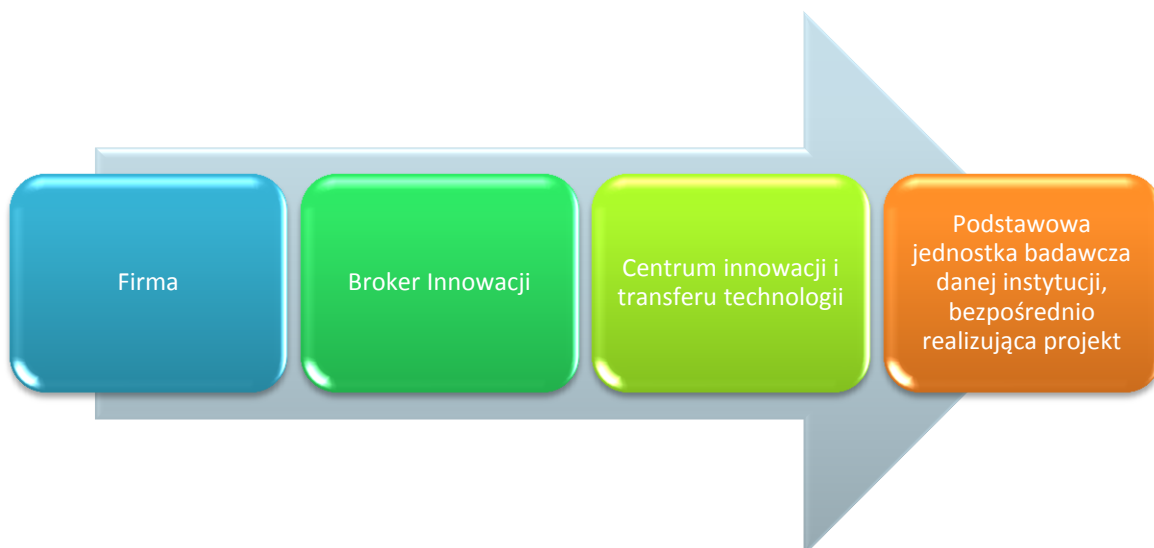 Firma
Broker Innowacji
Centrum innowacji i
transferu technologii
Podstawowa
jednostka badawcza
danej instytucji,
bezpośrednio
realizująca projekt